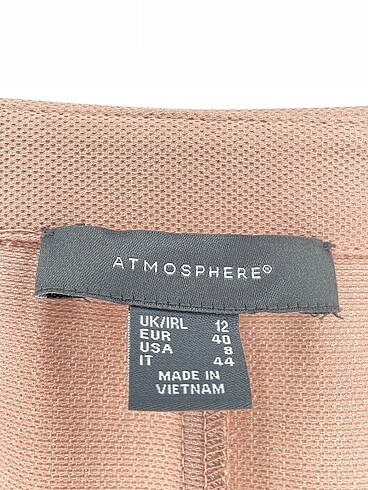 ATMOSPHERE®
UK/IRL 12
EUR 40
USA 8
IT 44
MADE IN
VIETNAM